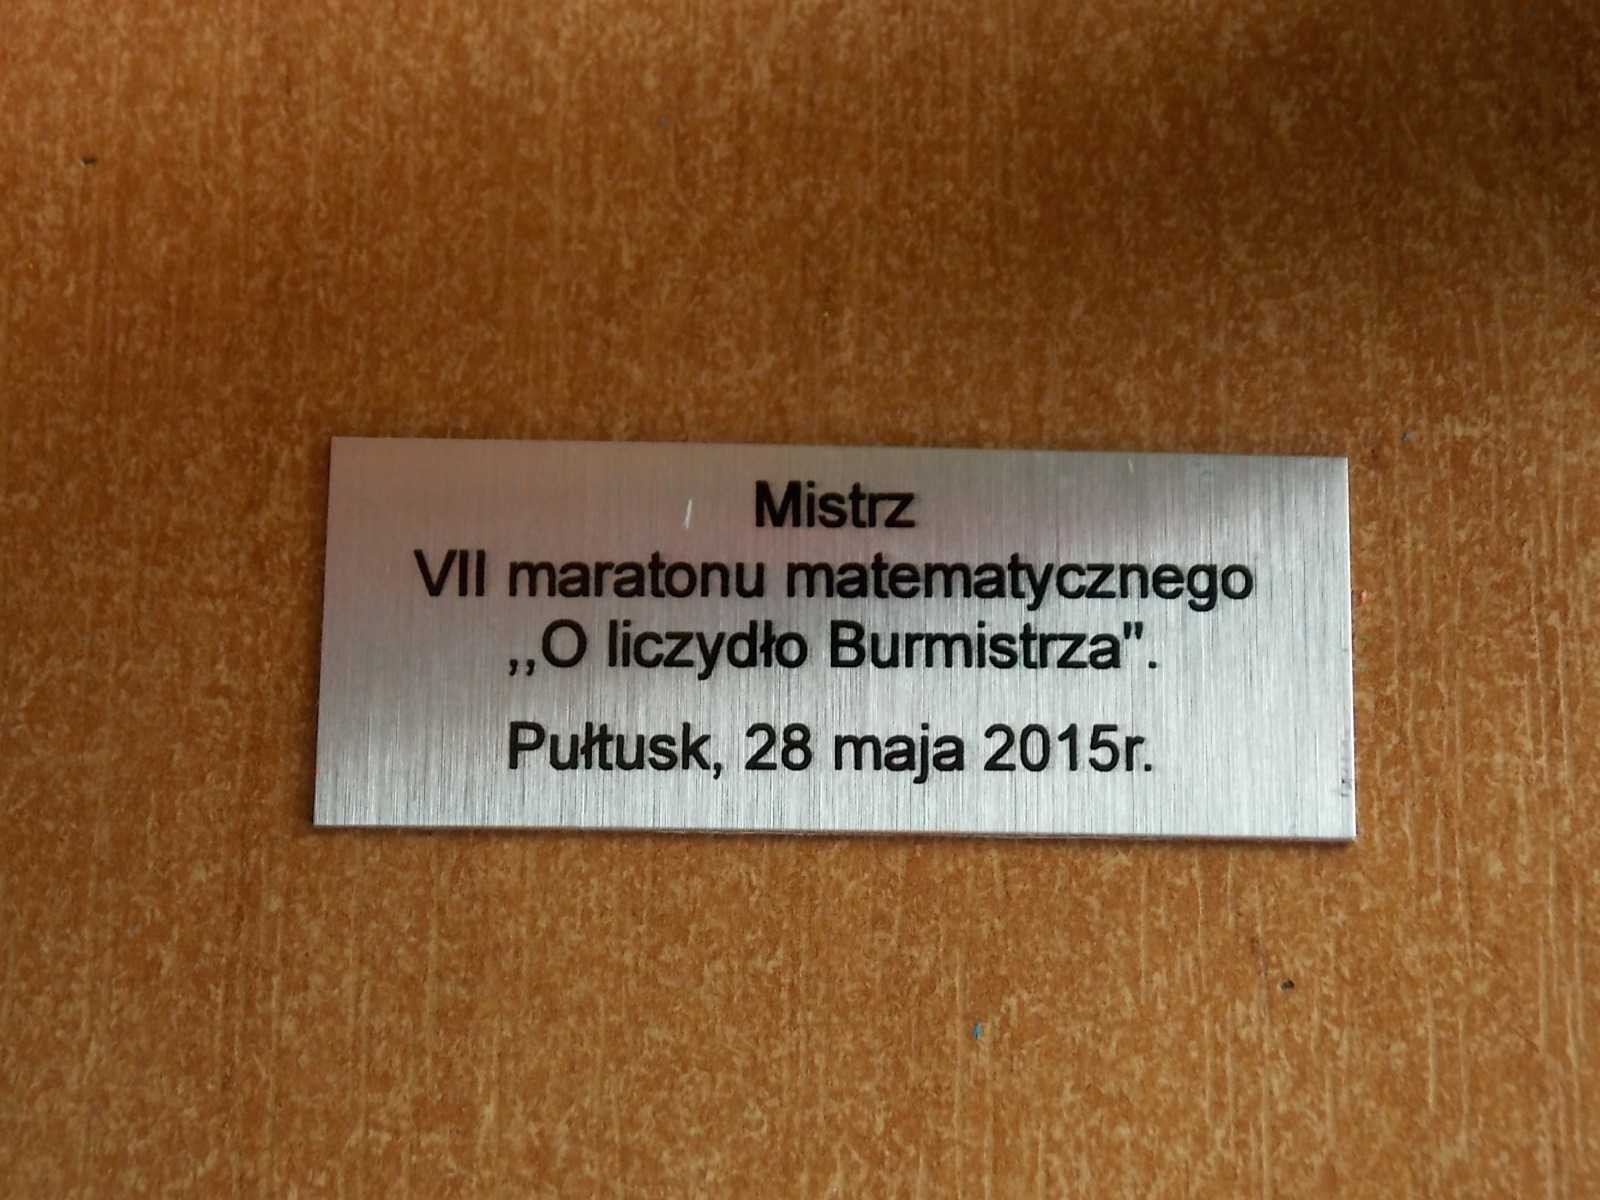 Mistrz
VII maratonu matematycznego
,,O liczydło Burmistrza".
Pułtusk, 28 maja 2015r.